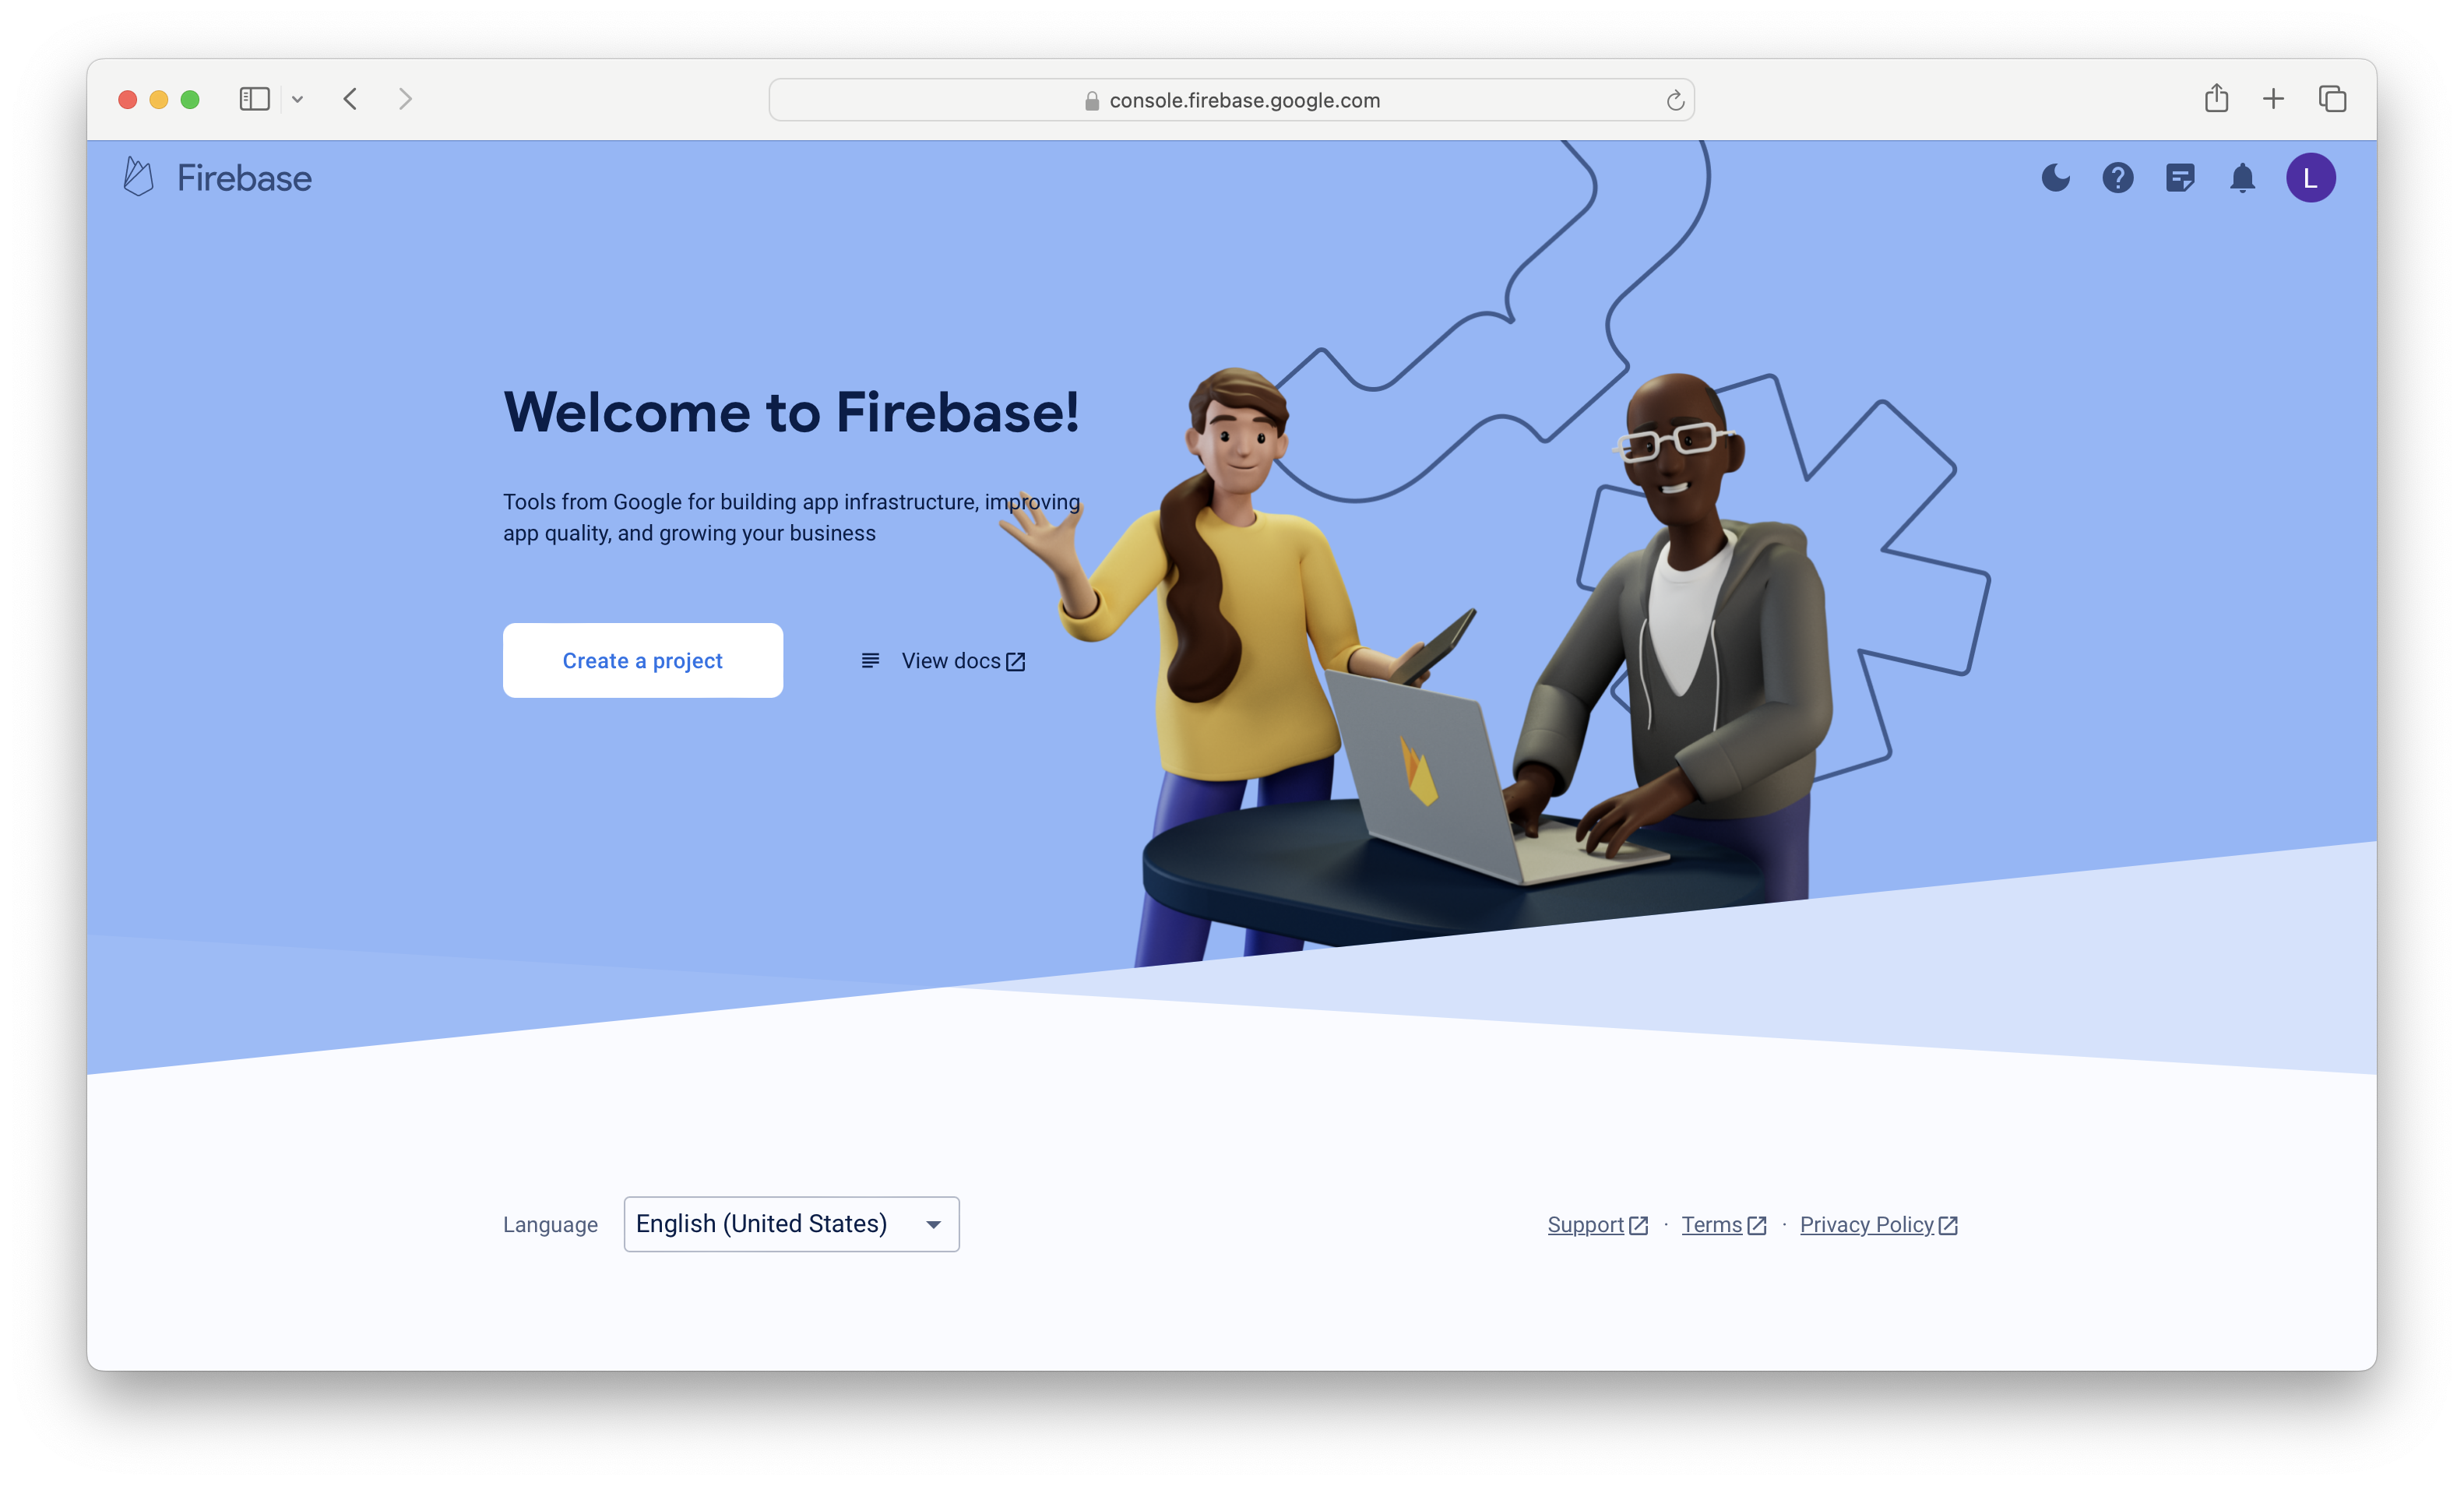 console.firebase.google.com
Firebase
L
Welcome to Firebase!
Tools from Google for building app infrastructure, improving
app quality, and growing your business
Create a project
View docs
Language
English (United States)
Support · Terms · Privacy Policy